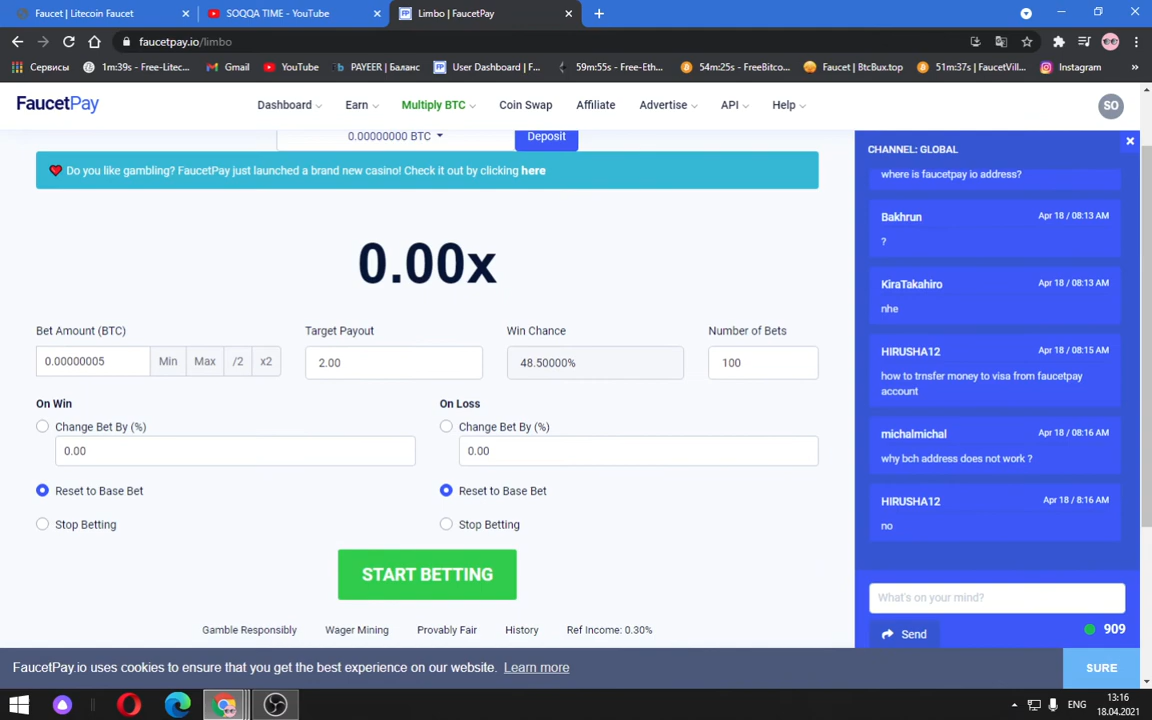 Faucet | Litecoin Faucet
SOQQA TIME - YouTube
Limbo | FaucetPay
faucetpay.io/limbo
Сервисы
1m:39s - Free-Litec...
Gmail
YouTube
PAYEER | Баланс
User Dashboard | F...
59m:55s - Free-Eth...
54m:25s - FreeBitco...
Faucet | BtcBux.top
51m:37s | FaucetVill...
Instagram
»
FaucetPay
Dashboard
Earn
Multiply BTC
Coin Swap
Affiliate
Advertise
API
Help
SO
0.00000000 BTC
Deposit
Do you like gambling? FaucetPay just launched a brand new casino! Check it out by clicking here
0.00x
Bet Amount (BTC)
Target Payout
Win Chance
Number of Bets
0.00000005
Min
Max
/2
x2
2.00
48.50000%
100
On Win
On Loss
Change Bet By (%)
Change Bet By (%)
0.00
0.00
Reset to Base Bet
Reset to Base Bet
Stop Betting
Stop Betting
START BETTING
Gamble Responsibly
Wager Mining
Provably Fair
History
Ref Income: 0.30%
CHANNEL: GLOBAL
where is faucetpay io address?
Bakhrun
Apr 18 / 08:13 AM
?
KiraTakahiro
Apr 18 / 08:13 AM
nhe
HIRUSHA12
Apr 18 / 08:15 AM
how to trnsfer money to visa from faucetpay
account
michalmichal
Apr 18 / 08:16 AM
why bch address does not work ?
HIRUSHA12
Apr 18 / 8:16 AM
no
What's on your mind?
Send
909
FaucetPay.io uses cookies to ensure that you get the best experience on our website. Learn more
SURE
ENG
13:16
18.04.2021